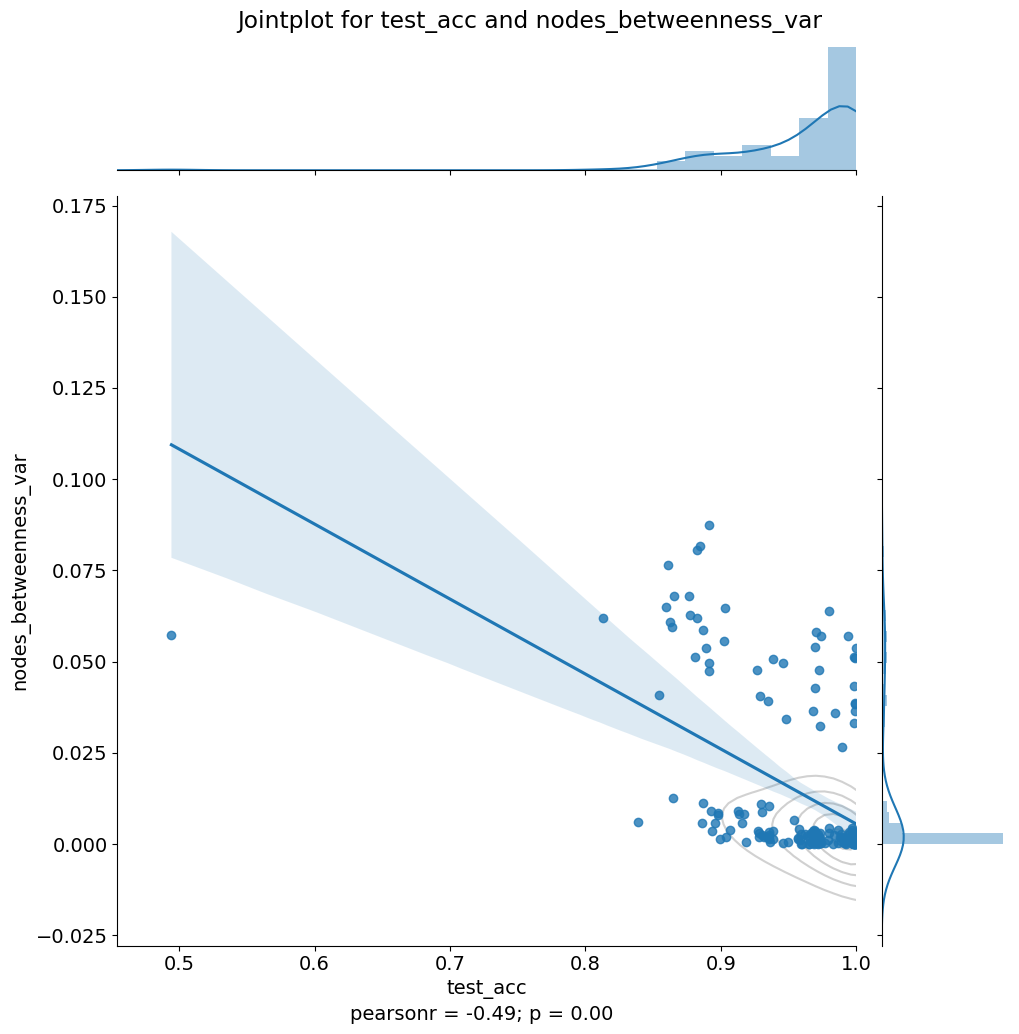 Jointplot for test_acc and nodes_betweenness_var
0.175
0.150
0.125
0.100
0.075
0.050
0.025
0.000
−0.025
nodes_betweenness_var
0.5 0.6 0.7 0.8 0.9 1.0
test_acc
pearsonr = -0.49; p = 0.00